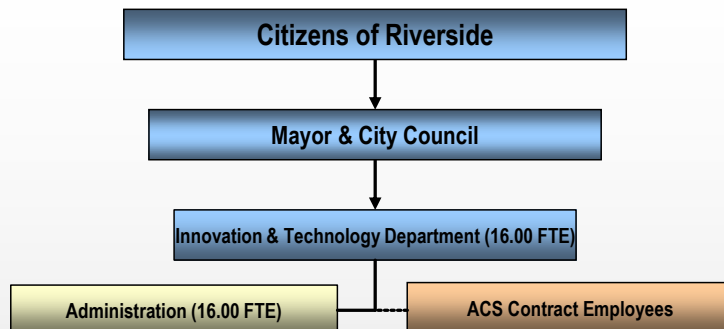 Citizens of Riverside
Mayor & City Council
Innovation & Technology Department (16.00 FTE)
Administration (16.00 FTE)
ACS Contract Employees